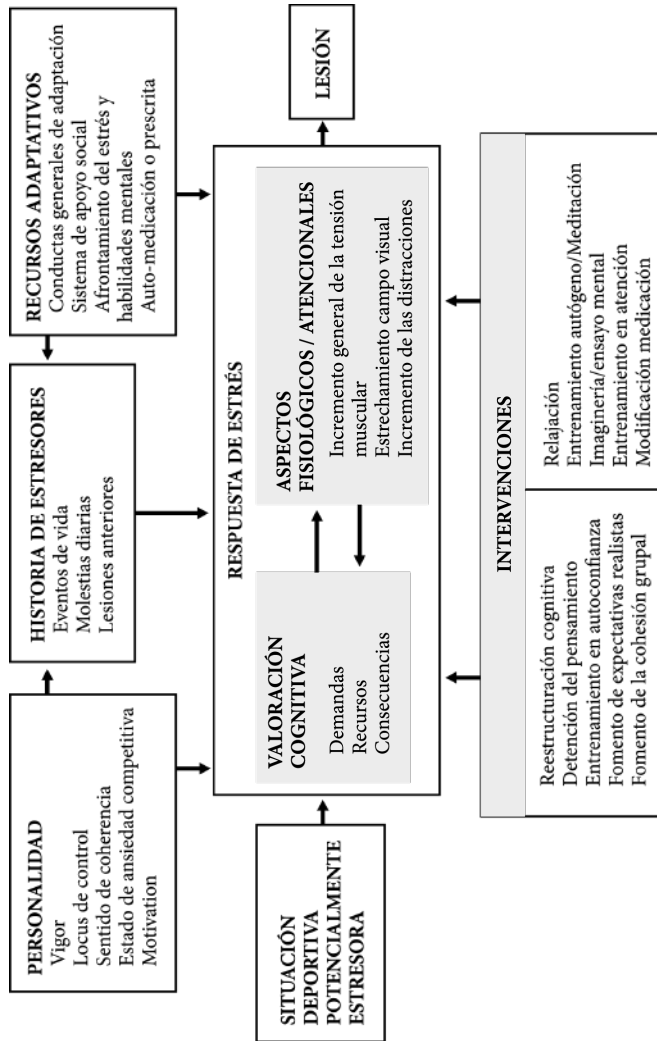 PERSONALIDAD
Vigor
Locus de control
Sentido de coherencia
Estado de ansiedad competitiva
Motivation
HISTORIA DE ESTRESORES
Eventos de vida
Molestias diarias
Lesiones anteriores
RECURSOS ADAPTATIVOS
Conductas generales de adaptación
Sistema de apoyo social
Afrontamiento del estrés y
habilidades mentales
Auto-medicación o prescrita
SITUACIÓN
DEPORTIVA
POTENCIALMENTE
ESTRESORA
RESPUESTA DE ESTRÉS
VALORACIÓN
COGNITIVA
Demandas
Recursos
Consecuencias
ASPECTOS
FISIOLÓGICOS / ATENCIONALES
Incremento general de la tensión
muscular
Estrechamiento campo visual
Incremento de las distracciones
LESIÓN
INTERVENCIONES
Reestructuración cognitiva
Detención del pensamiento
Entrenamiento en autoconfianza
Fomento de expectativas realistas
Fomento de la cohesión grupal
Relajación
Entrenamiento autógeno/Meditación
Imaginería/ensayo mental
Entrenamiento en atención
Modificación medicación